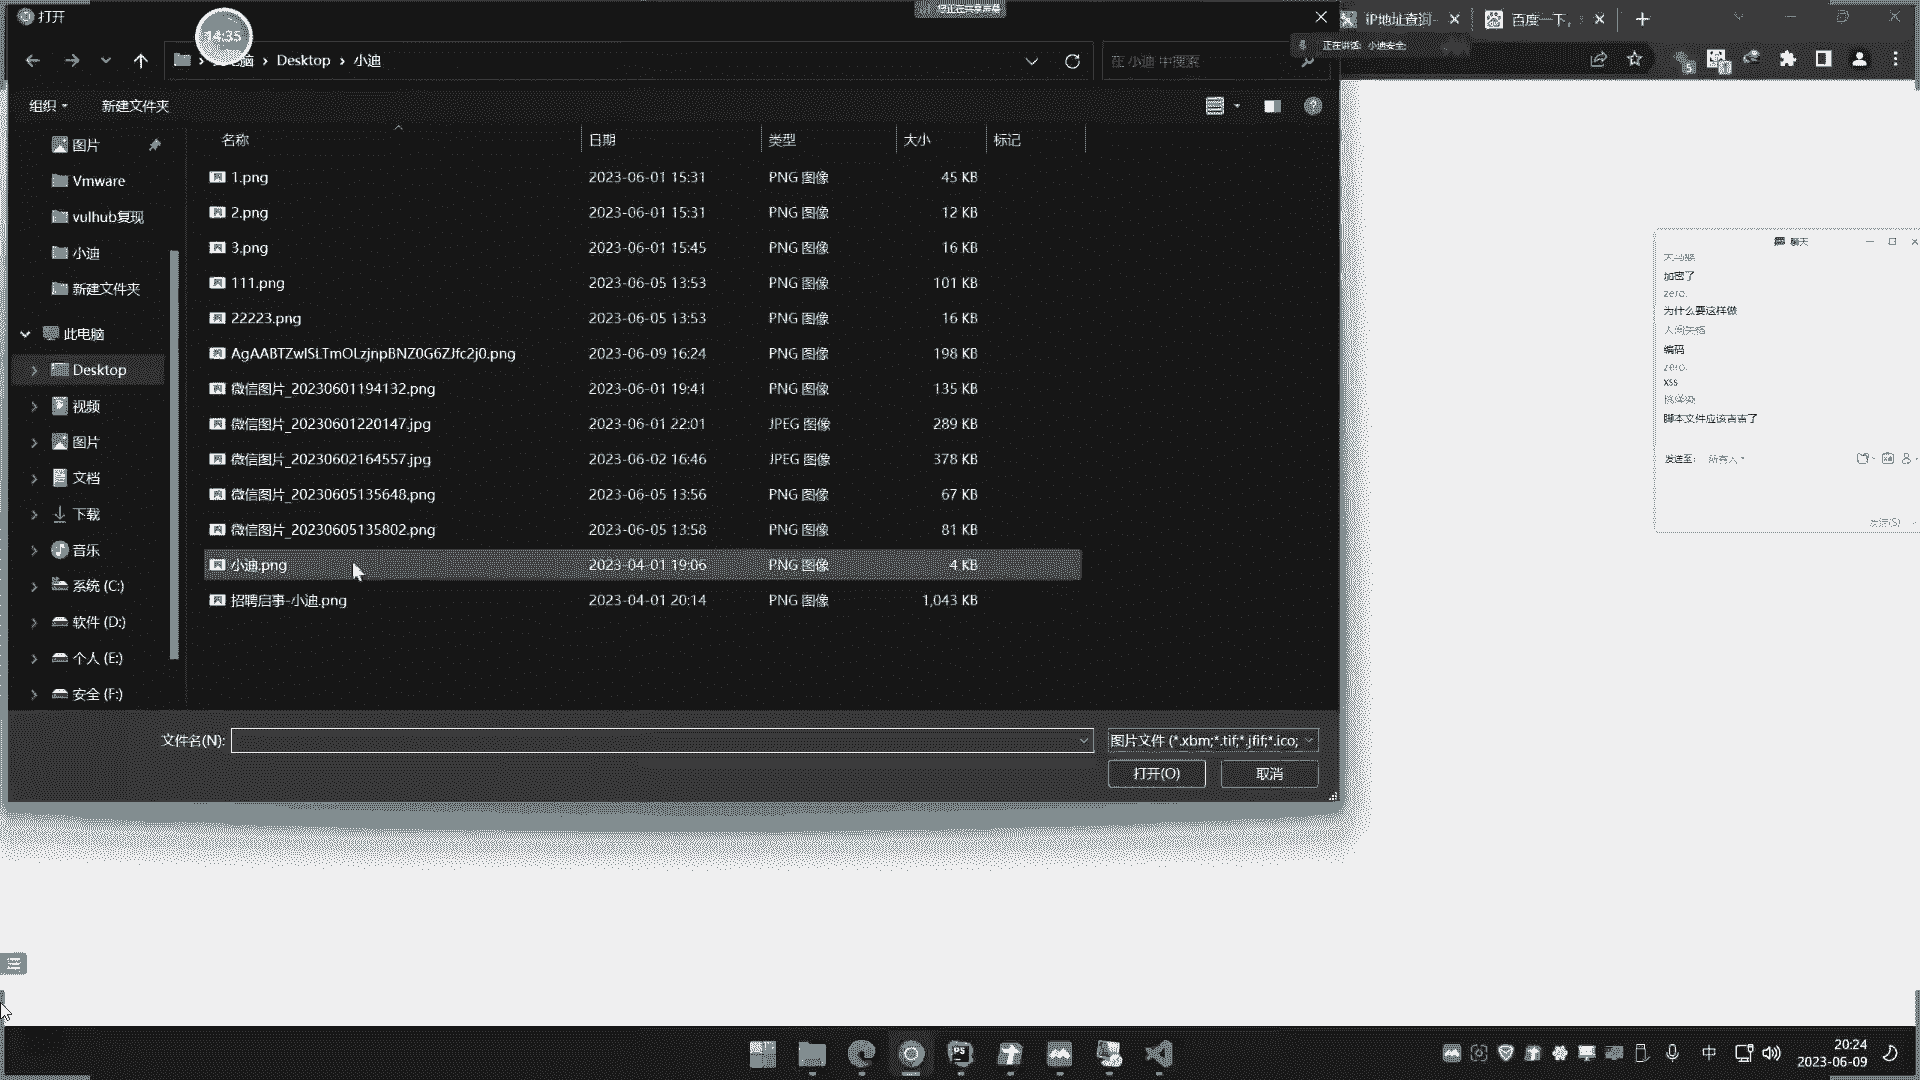 打开
14:35
iP地址查询-
百度一下,
正在讲话: 小迪安全;
Desktop › 小迪
在 小迪 中搜索
组织
新建文件夹
名称
日期
类型
大小
标记
图片
Vmware
vulhub复现
小迪
新建文件夹
此电脑
Desktop
视频
图片
文档
下载
音乐
系统 (C:)
软件 (D:)
个人 (E:)
安全 (F:)
1.png 2023-06-01 15:31 PNG 图像 45 KB
2.png 2023-06-01 15:31 PNG 图像 12 KB
3.png 2023-06-01 15:45 PNG 图像 16 KB
111.png 2023-06-05 13:53 PNG 图像 101 KB
22223.png 2023-06-05 13:53 PNG 图像 16 KB
2023-06-09 16:24 PNG 图像 198 KB
微信图片_20230601194132.png 2023-06-01 19:41 PNG 图像 135 KB
微信图片_20230601220147.jpg 2023-06-01 22:01 JPEG 图像 289 KB
微信图片_20230602164557.jpg 2023-06-02 16:46 JPEG 图像 378 KB
微信图片_20230605135648.png 2023-06-05 13:56 PNG 图像 67 KB
微信图片_20230605135802.png 2023-06-05 13:58 PNG 图像 81 KB
小迪.png 2023-04-01 19:06 PNG 图像 4 KB
招聘启事-小迪.png 2023-04-01 20:14 PNG 图像 1,043 KB
文件名(N):
图片文件 (*.xbm;*.tif;*.jfif;*.ico;
打开(O)
取消
聊天
加密了
zero.
为什么要这样做
人间失格
编码
zero.
xss
脚本文件应该言言了
发送至: 所有人
发送(S)
中
20:24
2023-06-09